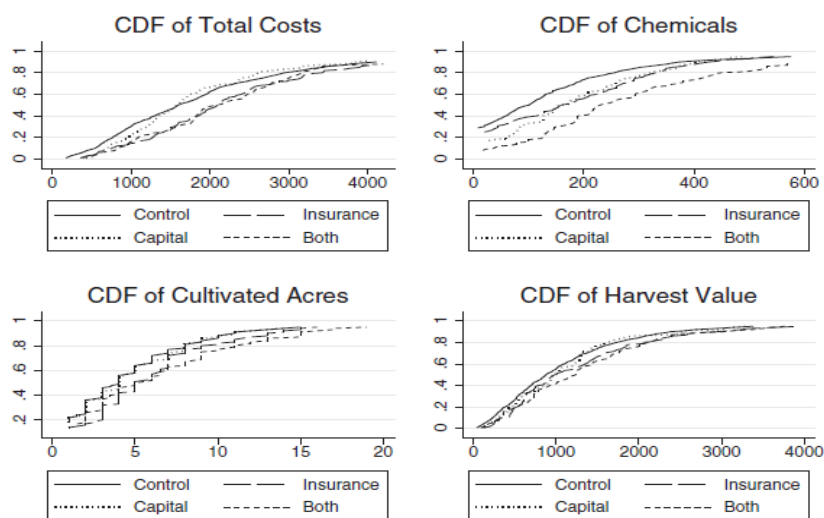 CDF of Total Costs
0 .2 .4 .6 .8 1
0 1000 2000 3000 4000
Control Insurance
Capital Both
CDF of Chemicals
0 .2 .4 .6 .8 1
0 200 400 600
Control Insurance
Capital Both
CDF of Cultivated Acres
.2 .4 .6 .8 1
0 5 10 15 20
Control Insurance
Capital Both
CDF of Harvest Value
0 .2 .4 .6 .8 1
0 1000 2000 3000 4000
Control Insurance
Capital Both